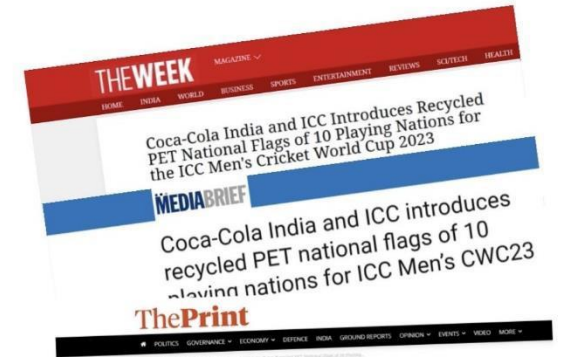 THE WEEK
MAGAZINE
HOME INDIA WORLD BUSINESS SPORTS ENTERTAINMENT REVIEWS SCI/TECH HEALTH
Coca-Cola India and ICC Introduces Recycled
PET National Flags of 10 Playing Nations for
the ICC Men's Cricket World Cup 2023
MEDIABRIEF
Coca-Cola India and ICC introduces
recycled PET national flags of 10
playing nations for ICC Men's CWC23
ThePrint
POLITICS GOVERNANCE ECONOMY DEFENCE INDIA GROUND REPORTS OPINION EVENTS VIDEO MORE